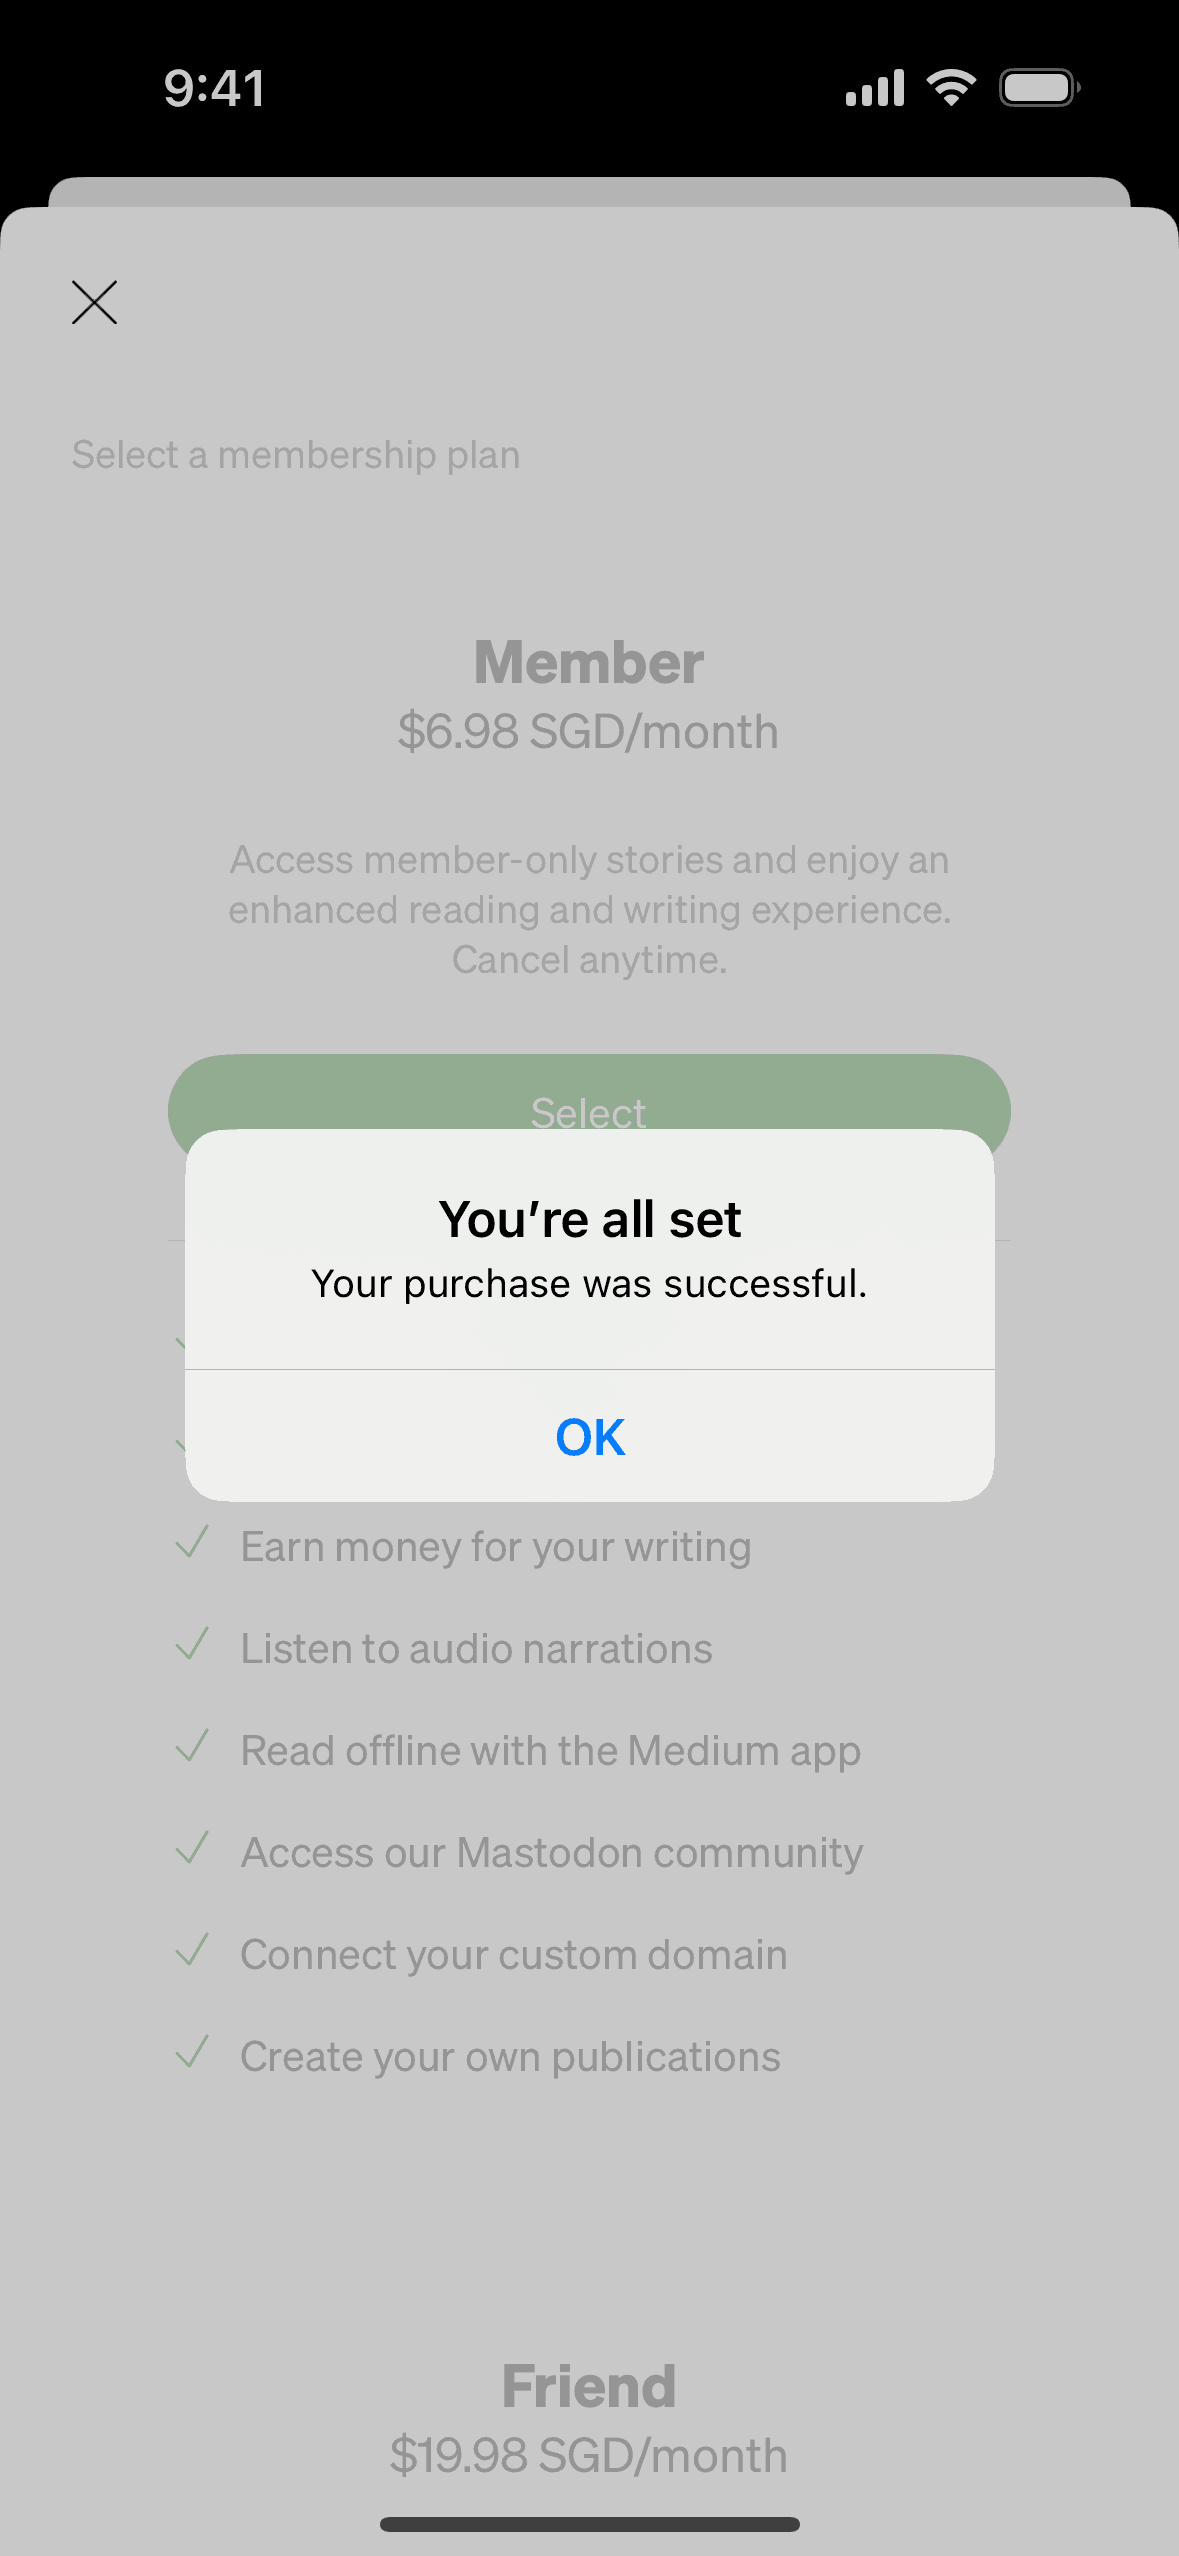 9:41
Select a membership plan
Member
$6.98 SGD/month
Access member-only stories and enjoy an
enhanced reading and writing experience.
Cancel anytime.
Select
You’re all set
Your purchase was successful.
OK
Earn money for your writing
Listen to audio narrations
Read offline with the Medium app
Access our Mastodon community
Connect your custom domain
Create your own publications
Friend
$19.98 SGD/month